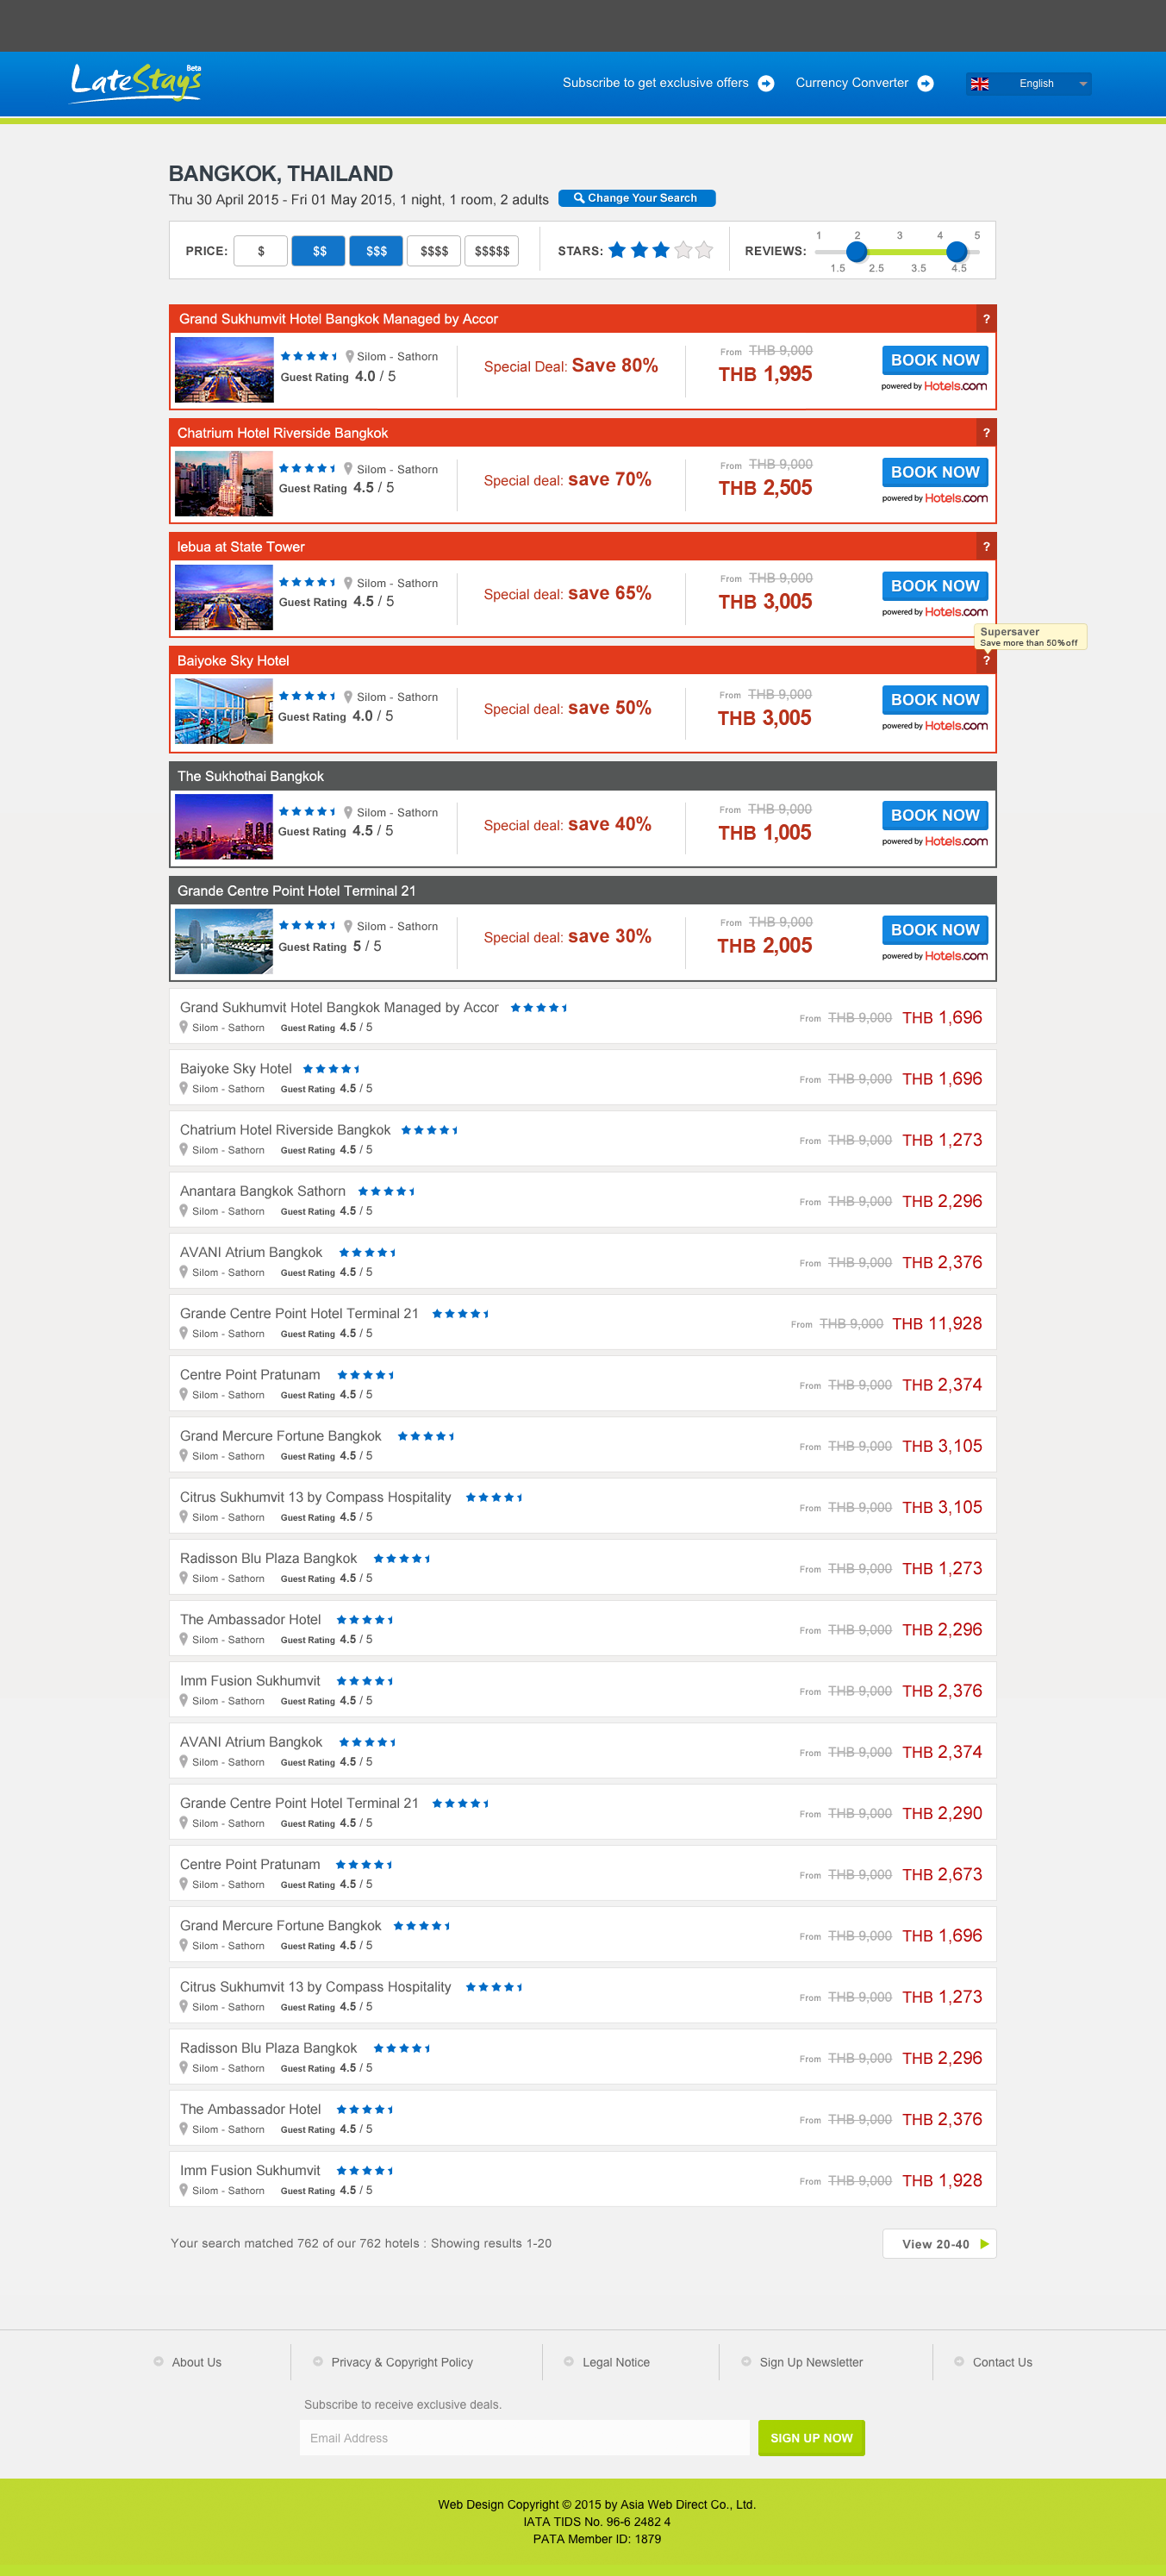 LateStays Beta
Subscribe to get exclusive offers
Currency Converter
English
BANGKOK, THAILAND
Thu 30 April 2015 - Fri 01 May 2015, 1 night, 1 room, 2 adults
Change Your Search
PRICE: $ $$ $$$ $$$$ $$$$$
STARS:
REVIEWS:
1 2 3 4 5
1.5 2.5 3.5 4.5
Grand Sukhumvit Hotel Bangkok Managed by Accor ?
Silom - Sathorn
Guest Rating 4.0 / 5
Special Deal: Save 80%
From THB 9,000
THB 1,995
BOOK NOW
powered by Hotels.com
Chatrium Hotel Riverside Bangkok ?
Silom - Sathorn
Guest Rating 4.5 / 5
Special deal: save 70%
From THB 9,000
THB 2,505
BOOK NOW
powered by Hotels.com
lebua at State Tower ?
Silom - Sathorn
Guest Rating 4.5 / 5
Special deal: save 65%
From THB 9,000
THB 3,005
BOOK NOW
powered by Hotels.com
Supersaver
Save more than 50%off
Baiyoke Sky Hotel ?
Silom - Sathorn
Guest Rating 4.0 / 5
Special deal: save 50%
From THB 9,000
THB 3,005
BOOK NOW
powered by Hotels.com
The Sukhothai Bangkok
Silom - Sathorn
Guest Rating 4.5 / 5
Special deal: save 40%
From THB 9,000
THB 1,005
BOOK NOW
powered by Hotels.com
Grande Centre Point Hotel Terminal 21
Silom - Sathorn
Guest Rating 5 / 5
Special deal: save 30%
From THB 9,000
THB 2,005
BOOK NOW
powered by Hotels.com
Grand Sukhumvit Hotel Bangkok Managed by Accor
Silom - Sathorn Guest Rating 4.5 / 5
From THB 9,000 THB 1,696
Baiyoke Sky Hotel
Silom - Sathorn Guest Rating 4.5 / 5
From THB 9,000 THB 1,696
Chatrium Hotel Riverside Bangkok
Silom - Sathorn Guest Rating 4.5 / 5
From THB 9,000 THB 1,273
Anantara Bangkok Sathorn
Silom - Sathorn Guest Rating 4.5 / 5
From THB 9,000 THB 2,296
AVANI Atrium Bangkok
Silom - Sathorn Guest Rating 4.5 / 5
From THB 9,000 THB 2,376
Grande Centre Point Hotel Terminal 21
Silom - Sathorn Guest Rating 4.5 / 5
From THB 9,000 THB 11,928
Centre Point Pratunam
Silom - Sathorn Guest Rating 4.5 / 5
From THB 9,000 THB 2,374
Grand Mercure Fortune Bangkok
Silom - Sathorn Guest Rating 4.5 / 5
From THB 9,000 THB 3,105
Citrus Sukhumvit 13 by Compass Hospitality
Silom - Sathorn Guest Rating 4.5 / 5
From THB 9,000 THB 3,105
Radisson Blu Plaza Bangkok
Silom - Sathorn Guest Rating 4.5 / 5
From THB 9,000 THB 1,273
The Ambassador Hotel
Silom - Sathorn Guest Rating 4.5 / 5
From THB 9,000 THB 2,296
Imm Fusion Sukhumvit
Silom - Sathorn Guest Rating 4.5 / 5
From THB 9,000 THB 2,376
AVANI Atrium Bangkok
Silom - Sathorn Guest Rating 4.5 / 5
From THB 9,000 THB 2,374
Grande Centre Point Hotel Terminal 21
Silom - Sathorn Guest Rating 4.5 / 5
From THB 9,000 THB 2,290
Centre Point Pratunam
Silom - Sathorn Guest Rating 4.5 / 5
From THB 9,000 THB 2,673
Grand Mercure Fortune Bangkok
Silom - Sathorn Guest Rating 4.5 / 5
From THB 9,000 THB 1,696
Citrus Sukhumvit 13 by Compass Hospitality
Silom - Sathorn Guest Rating 4.5 / 5
From THB 9,000 THB 1,273
Radisson Blu Plaza Bangkok
Silom - Sathorn Guest Rating 4.5 / 5
From THB 9,000 THB 2,296
The Ambassador Hotel
Silom - Sathorn Guest Rating 4.5 / 5
From THB 9,000 THB 2,376
Imm Fusion Sukhumvit
Silom - Sathorn Guest Rating 4.5 / 5
From THB 9,000 THB 1,928
Your search matched 762 of our 762 hotels : Showing results 1-20
View 20-40
About Us
Privacy & Copyright Policy
Legal Notice
Sign Up Newsletter
Contact Us
Subscribe to receive exclusive deals.
Email Address
SIGN UP NOW
Web Design Copyright © 2015 by Asia Web Direct Co., Ltd.
IATA TIDS No. 96-6 2482 4
PATA Member ID: 1879